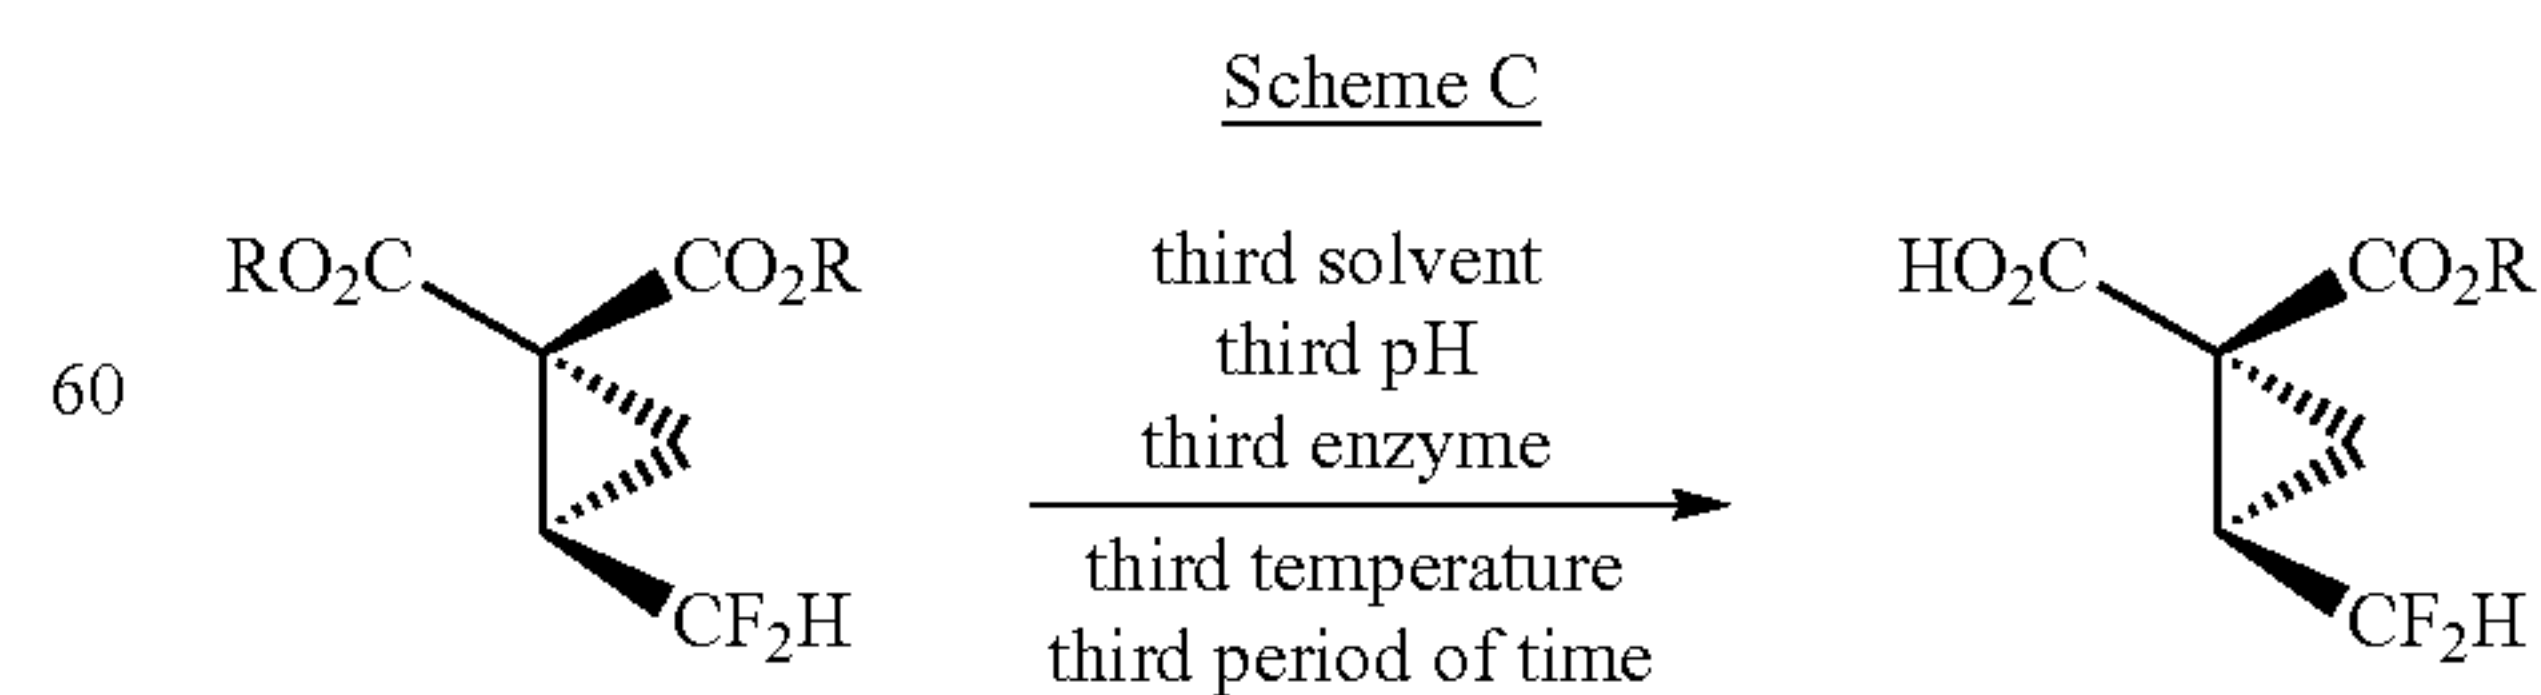 Scheme C
RO₂C CO₂R third solvent HO₂C CO₂R
third pH
60 third enzyme
third temperature
CF₂H CF₂H
third period of time